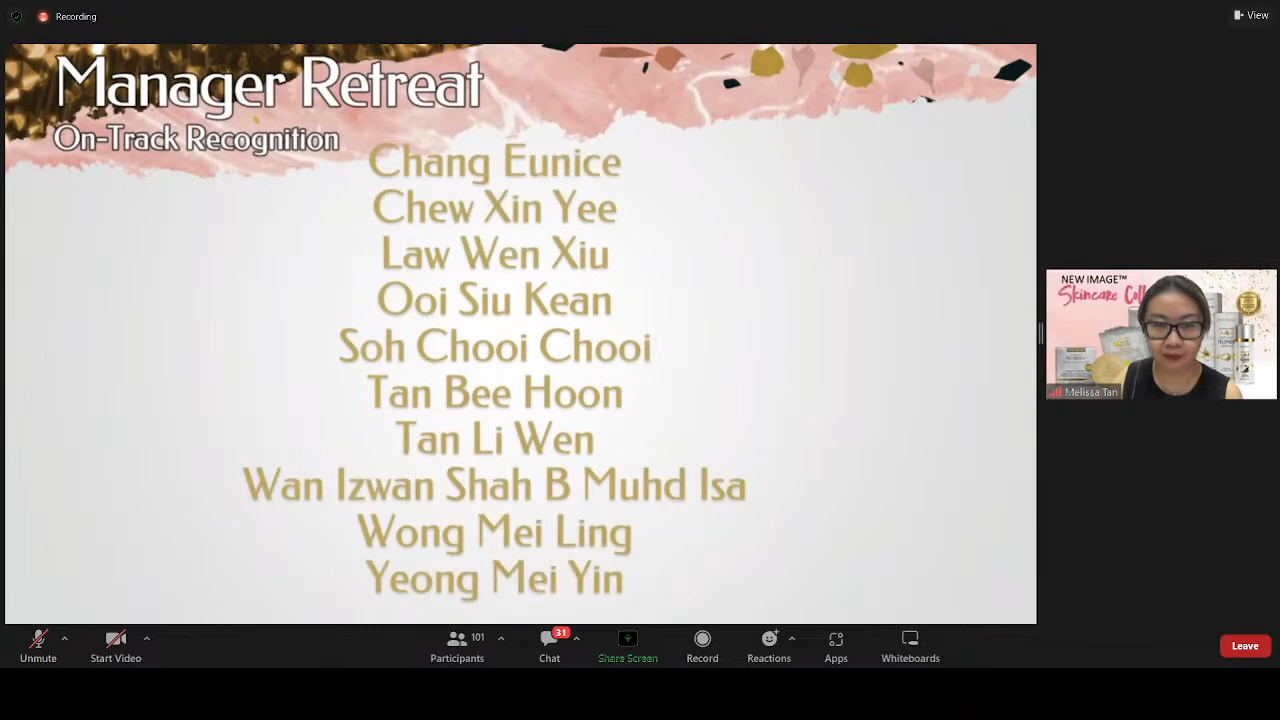 Recording
View
Manager Retreat
On-Track Recognition
Chang Eunice
Chew Xin Yee
Law Wen Xiu
Ooi Siu Kean
Soh Chooi Chooi
Tan Bee Hoon
Tan Li Wen
Wan Izwan Shah B Muhd Isa
Wong Mei Ling
Yeong Mei Yin
NEW IMAGE™
Skincare
Melissa Tan
Unmute
Start Video
101
Participants
31
Chat
Share Screen
Record
Reactions
Apps
Whiteboards
Leave